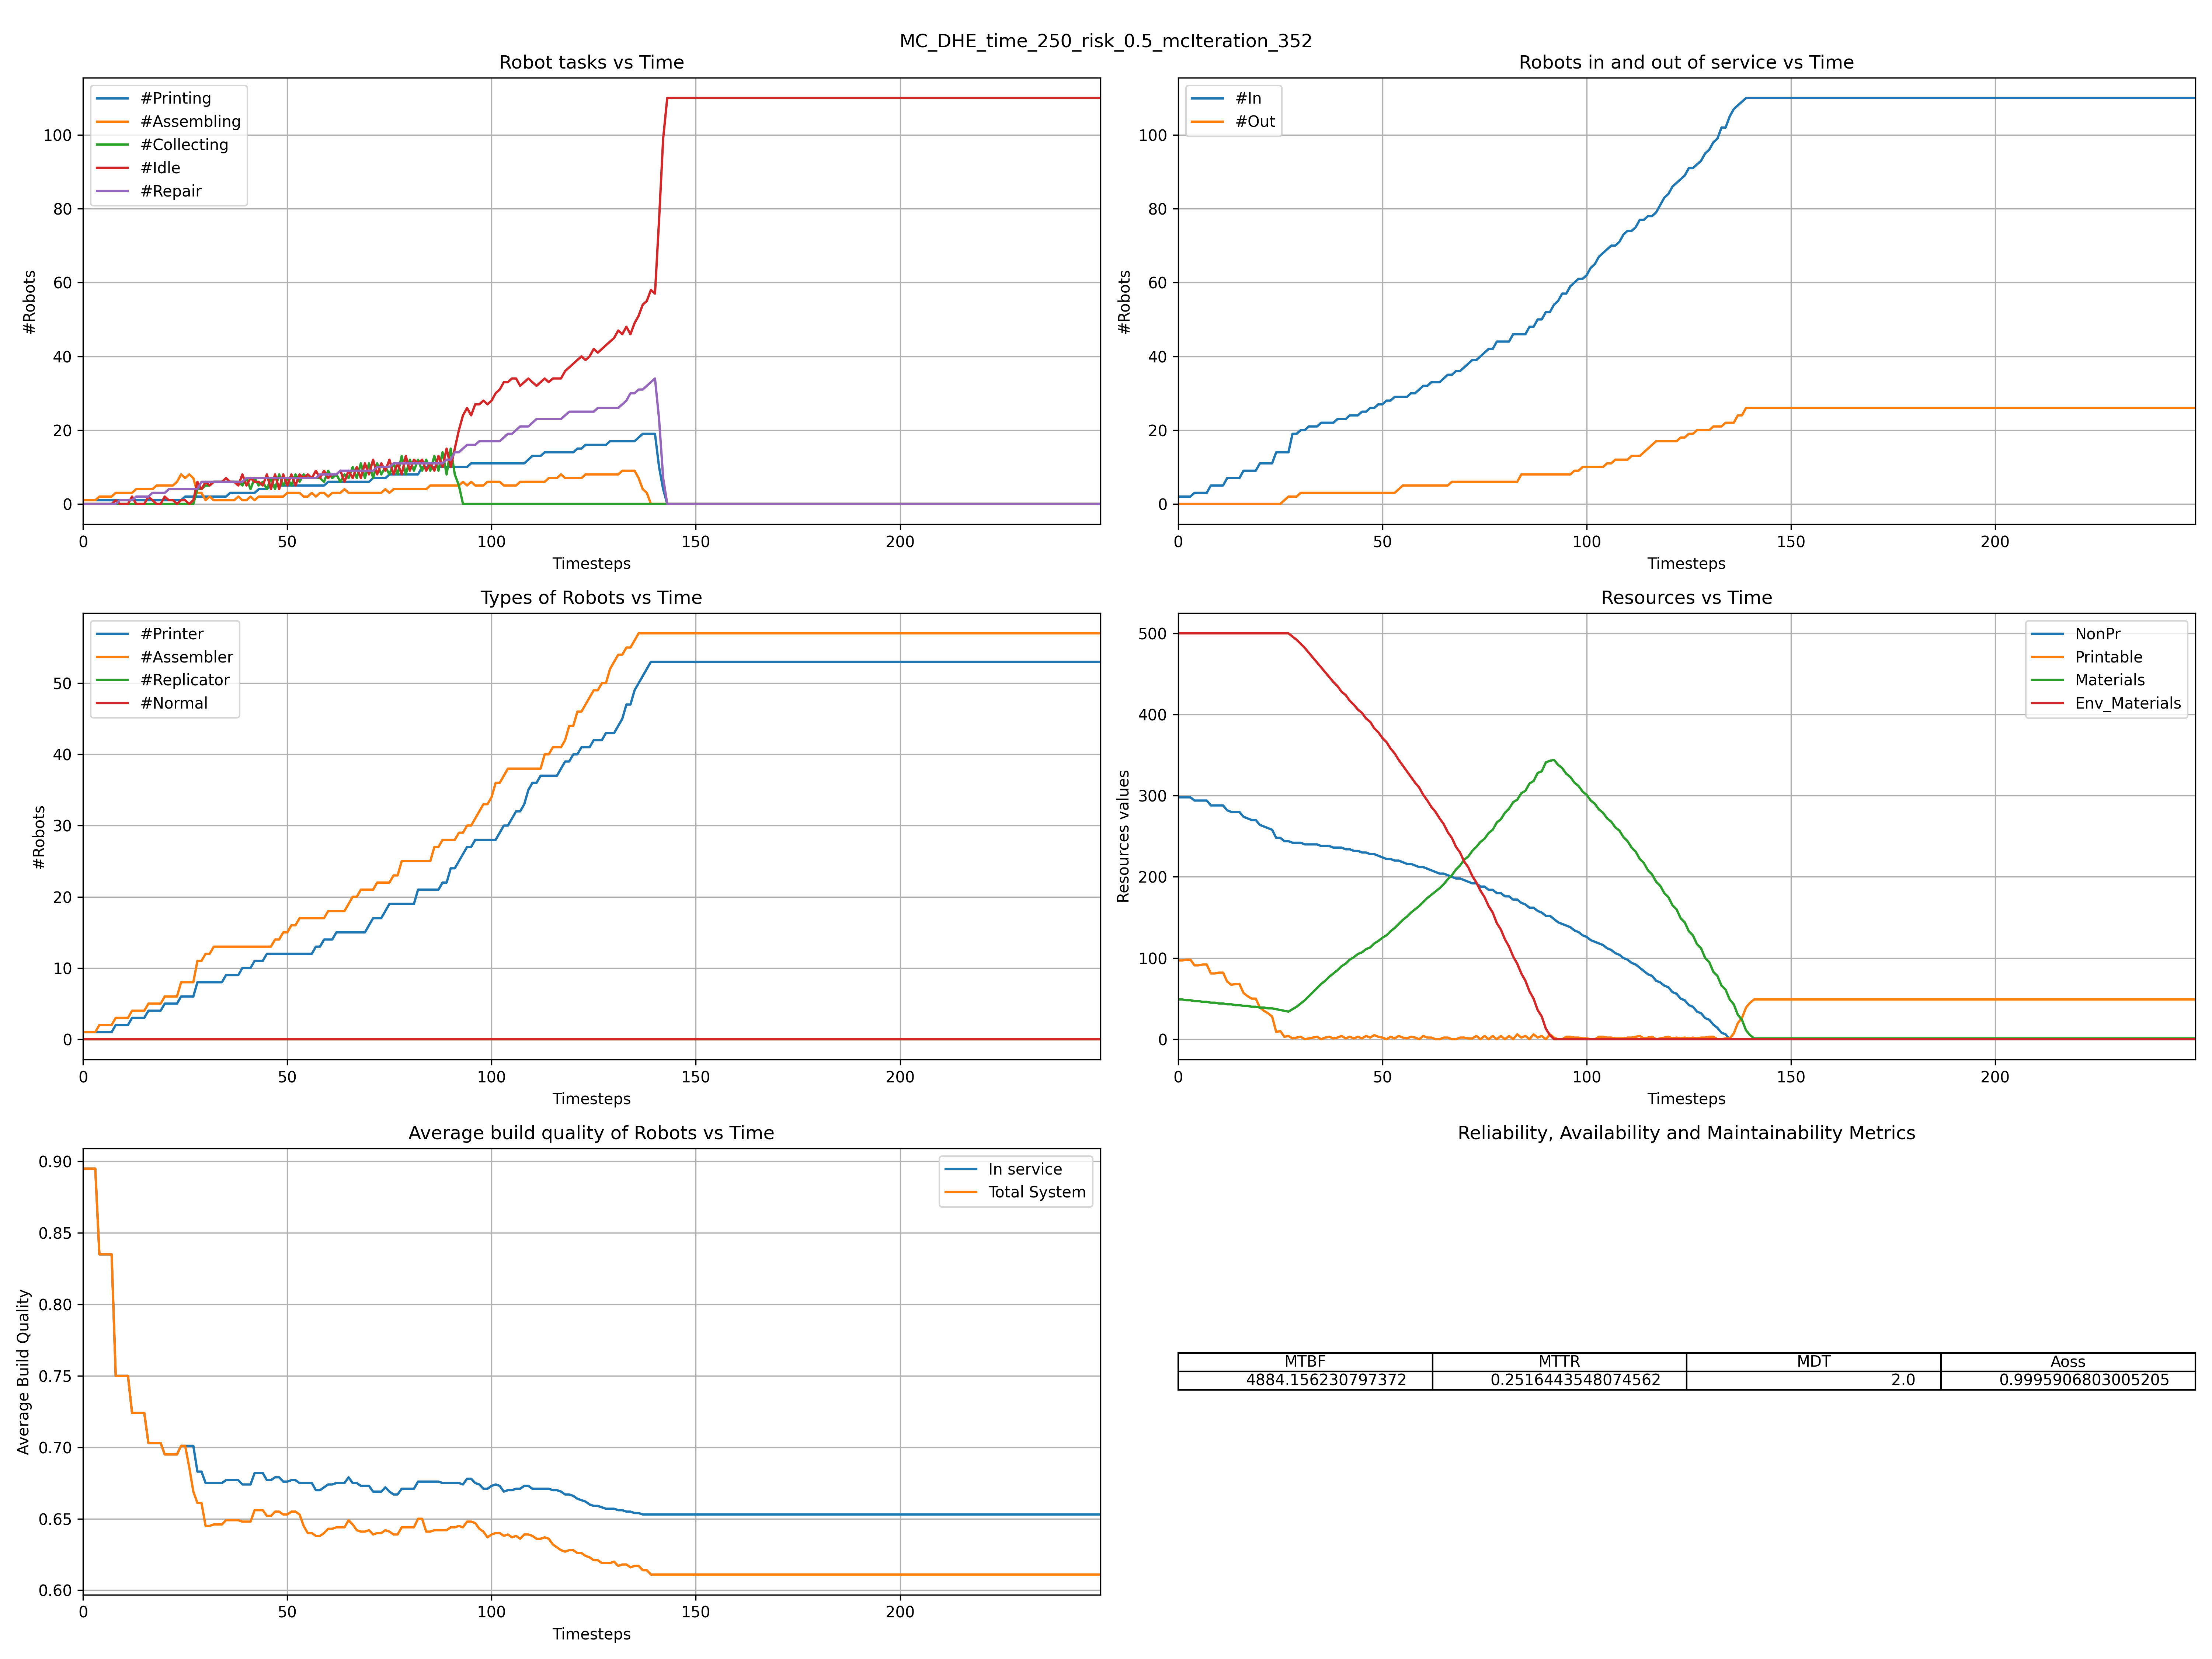 MC_DHE_time_250_risk_0.5_mcIteration_352
Robot tasks vs Time
#Printing
#Assembling
#Collecting
#Idle
#Repair
100
80
60
40
20
0
#Robots
0 50 100 150 200
Timesteps
Robots in and out of service vs Time
#In
#Out
100
80
60
40
20
0
#Robots
0 50 100 150 200
Timesteps
Types of Robots vs Time
#Printer
#Assembler
#Replicator
#Normal
50
40
30
20
10
0
#Robots
0 50 100 150 200
Timesteps
Resources vs Time
NonPr
Printable
Materials
Env_Materials
500
400
300
200
100
0
Resources values
0 50 100 150 200
Timesteps
Average build quality of Robots vs Time
In service
Total System
0.90
0.85
0.80
0.75
0.70
0.65
0.60
Average Build Quality
0 50 100 150 200
Timesteps
Reliability, Availability and Maintainability Metrics
MTBF MTTR MDT Aoss
4884.156230797372 0.2516443548074562 2.0 0.9995906803005205